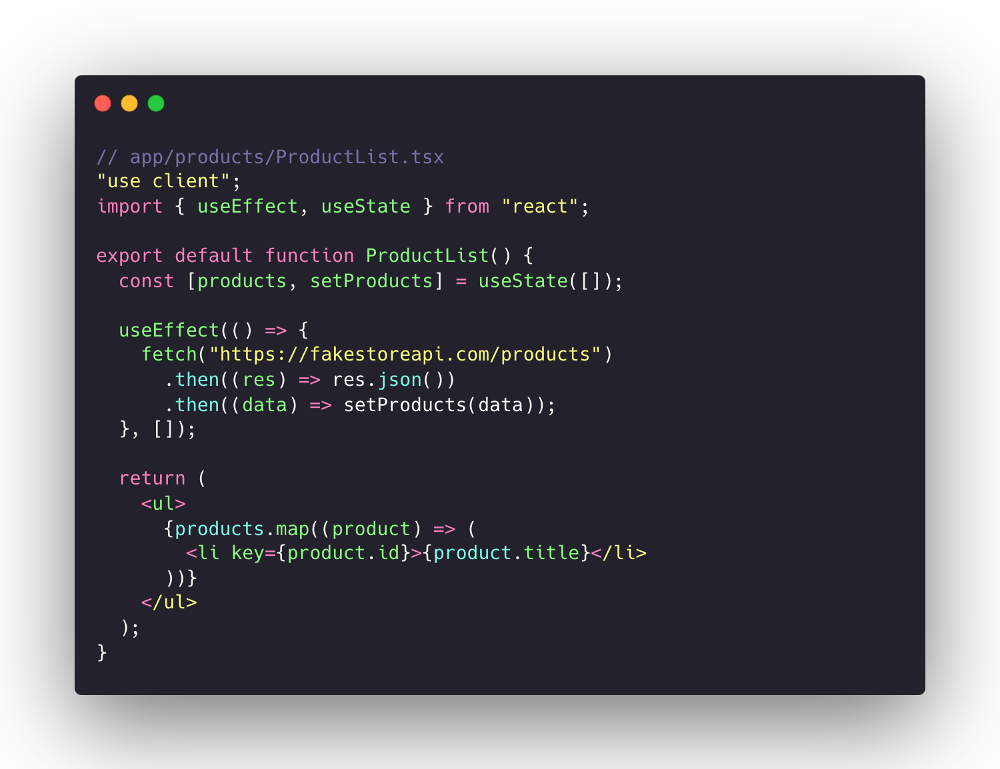 // app/products/ProductList.tsx
"use client";
import { useEffect, useState } from "react";

export default function ProductList() {
  const [products, setProducts] = useState([]);

  useEffect(() => {
    fetch("https://fakestoreapi.com/products")
      .then((res) => res.json())
      .then((data) => setProducts(data));
  }, []);

  return (
    <ul>
      {products.map((product) => (
        <li key={product.id}>{product.title}</li>
      ))}
    </ul>
  );
}